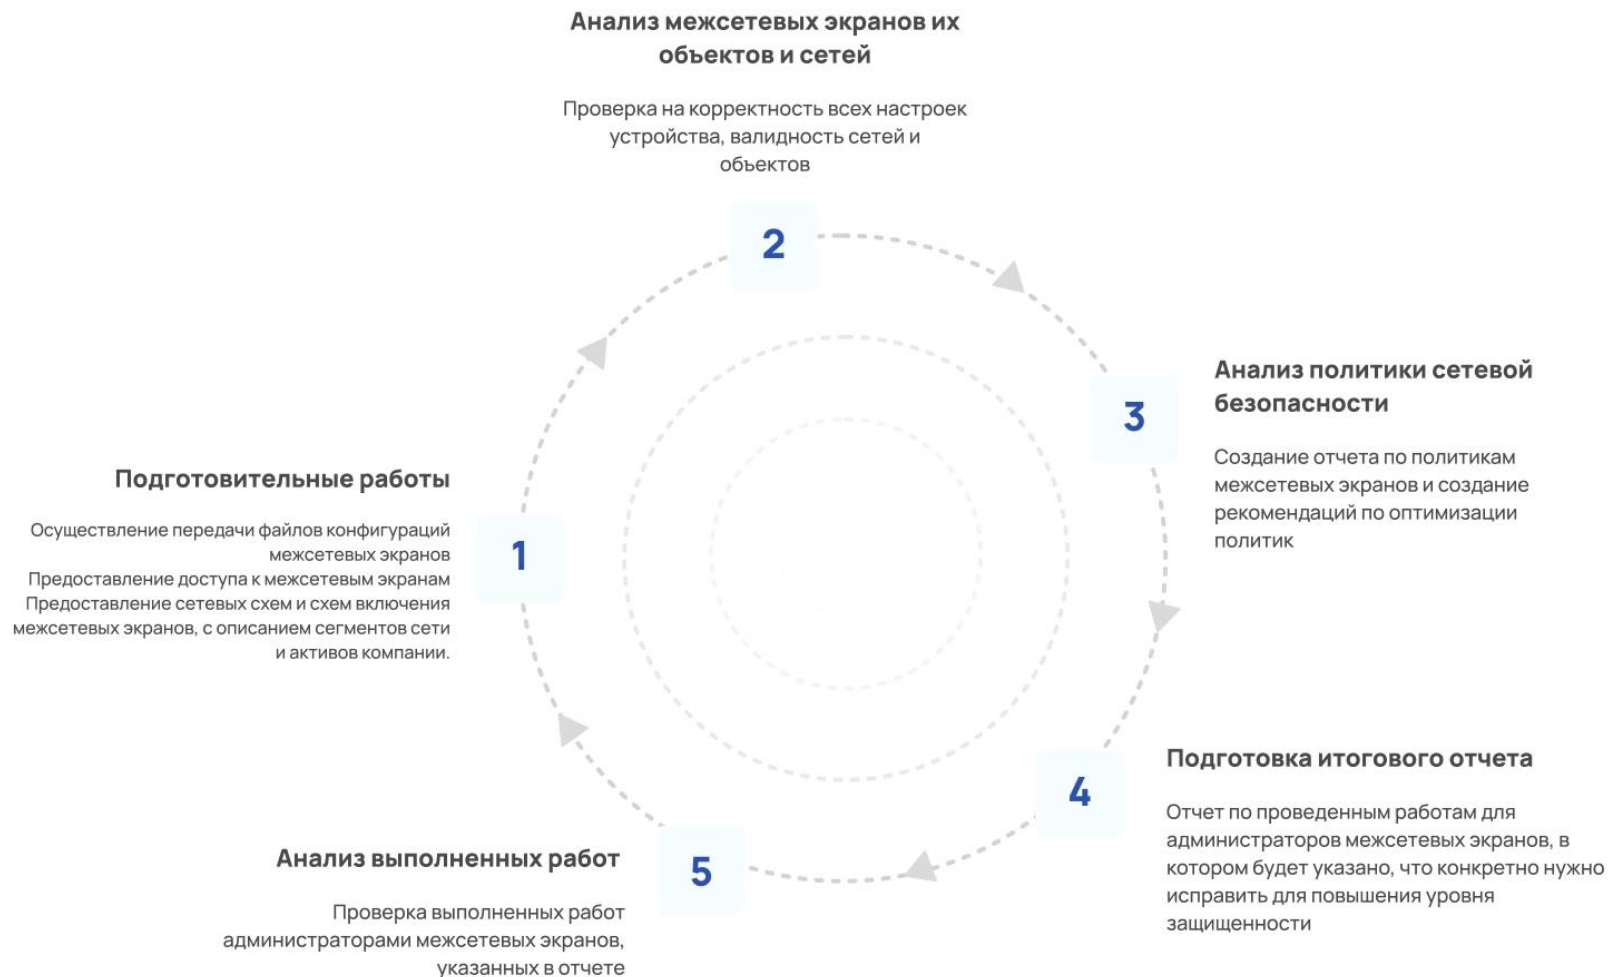 Анализ межсетевых экранов их
объектов и сетей
Проверка на корректность всех настроек
устройства, валидность сетей и
объектов
2
Анализ политики сетевой
безопасности
3
Создание отчета по политикам
межсетевых экранов и создание
рекомендаций по оптимизации
политик
Подготовительные работы
Осуществление передачи файлов конфигураций
межсетевых экранов
Предоставление доступа к межсетевым экранам
Предоставление сетевых схем и схем включения
межсетевых экранов, с описанием сегментов сети
и активов компании.
1
Подготовка итогового отчета
4
Отчет по проведенным работам для
администраторов межсетевых экранов, в
котором будет указано, что конкретно нужно
исправить для повышения уровня
защищенности
Анализ выполненных работ
5
Проверка выполненных работ
администраторами межсетевых экранов,
указанных в отчете